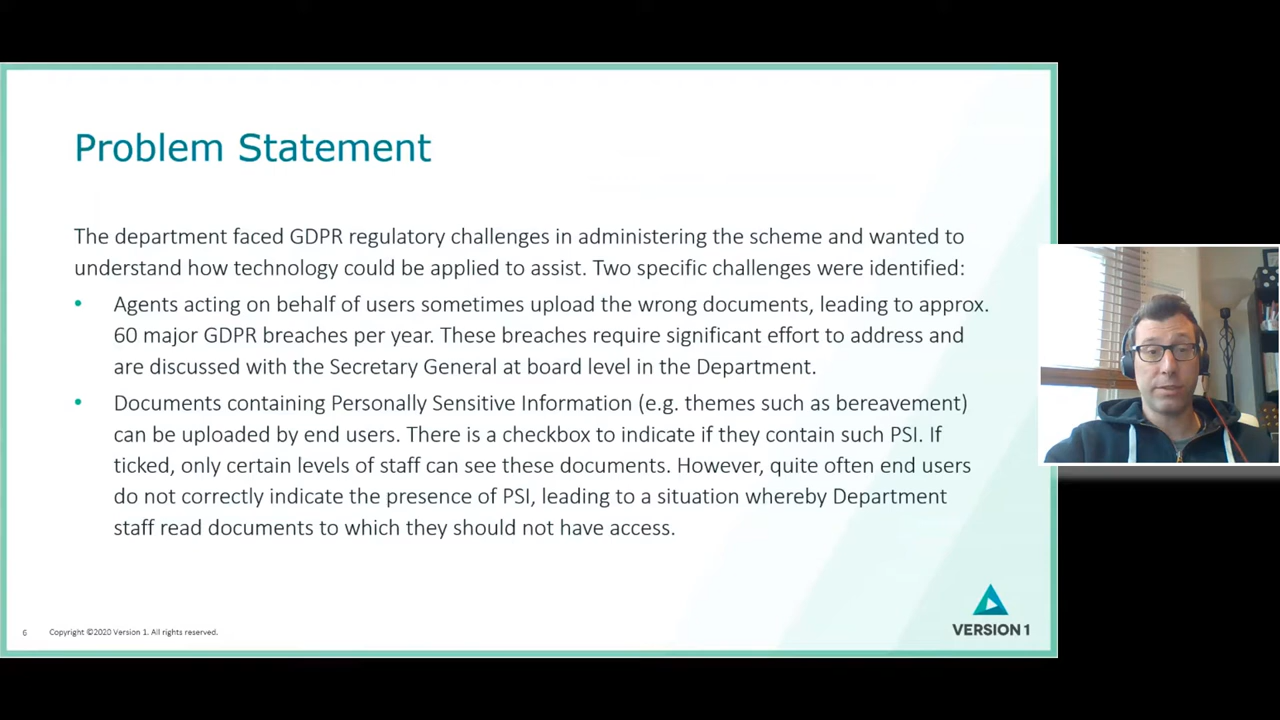 Problem Statement
The department faced GDPR regulatory challenges in administering the scheme and wanted to
understand how technology could be applied to assist. Two specific challenges were identified:
• Agents acting on behalf of users sometimes upload the wrong documents, leading to approx.
60 major GDPR breaches per year. These breaches require significant effort to address and
are discussed with the Secretary General at board level in the Department.
• Documents containing Personally Sensitive Information (e.g. themes such as bereavement)
can be uploaded by end users. There is a checkbox to indicate if they contain such PSI. If
ticked, only certain levels of staff can see these documents. However, quite often end users
do not correctly indicate the presence of PSI, leading to a situation whereby Department
staff read documents to which they should not have access.
6 Copyright ©2020 Version 1. All rights reserved.
VERSION 1